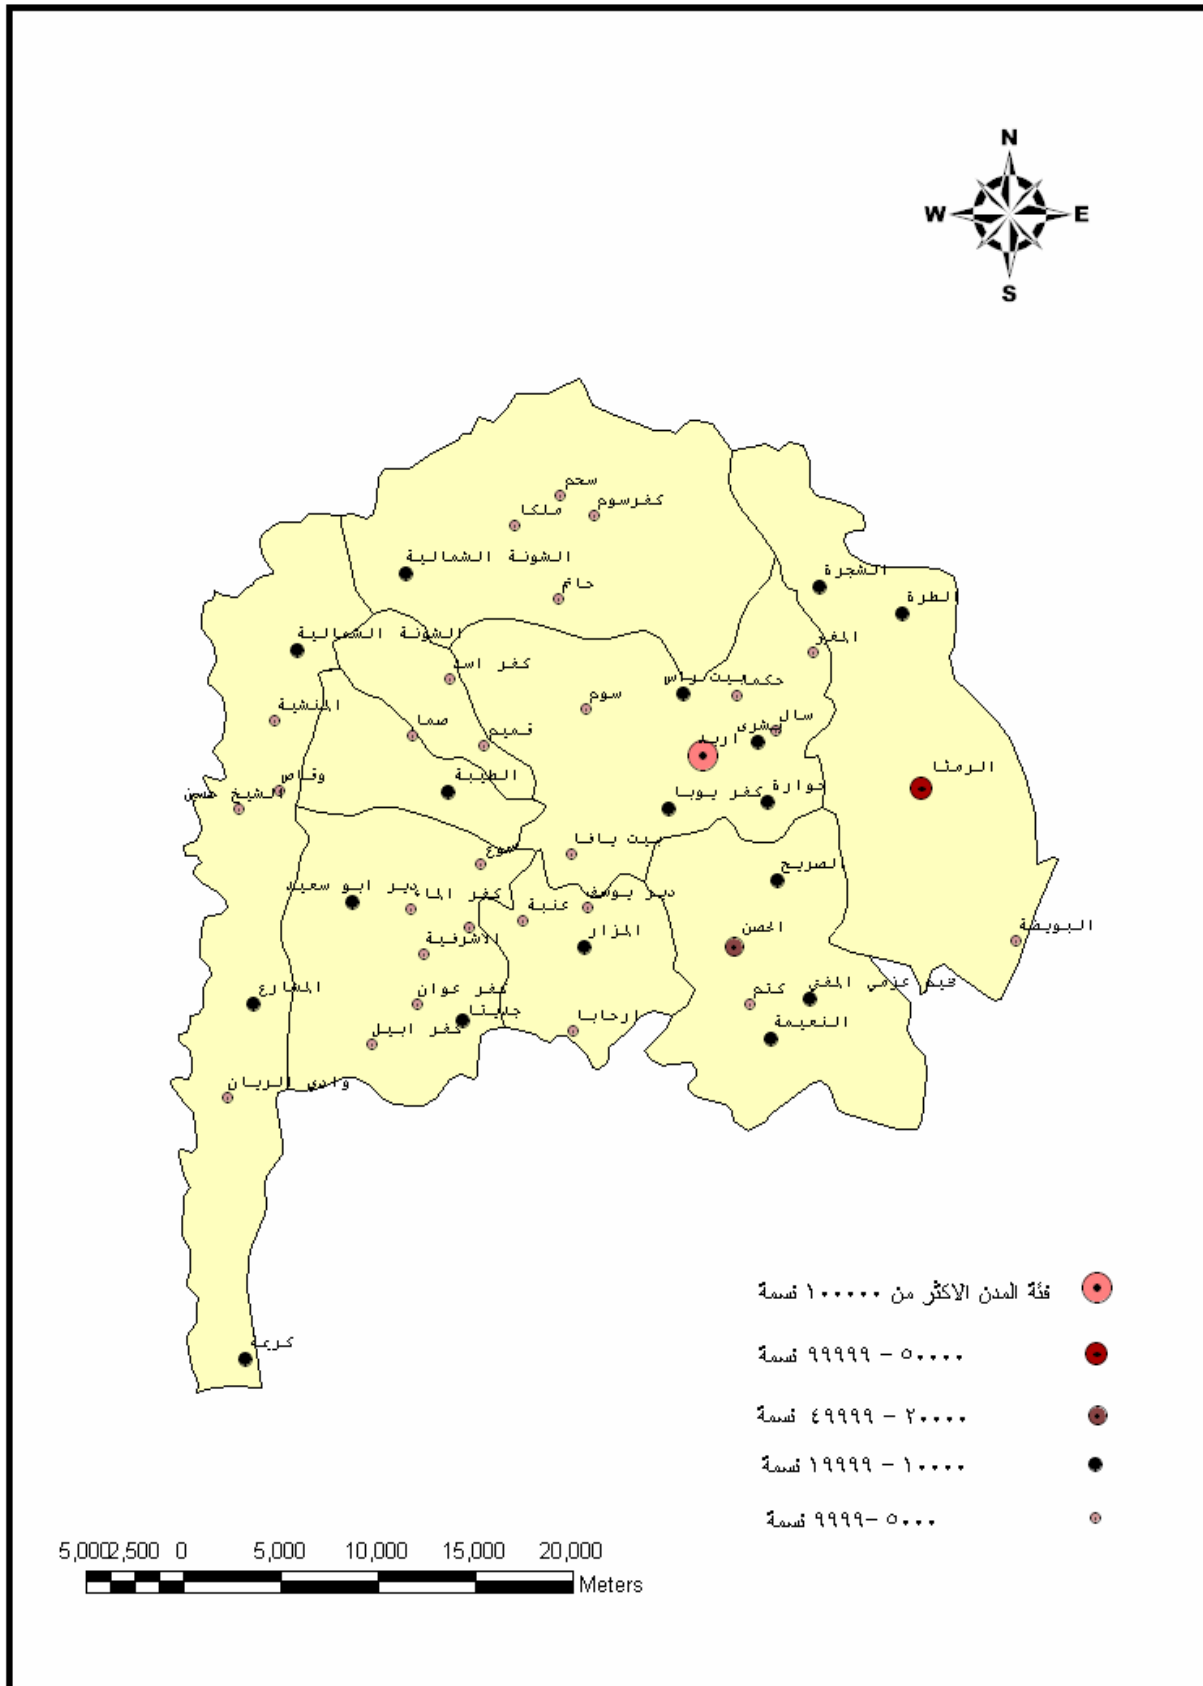 N
W E
S
سحم
كفرسوم
ملكا
الشونة الشمالية
حاتم
الشجرة
الطرة
المغير
الشونة الشمالية
كفر اسد
بيت راس
حكما
سوم
المنشية
صما
قميم
سال
بشرى
اربد
الرمثا
وقاص
الشيخ حسين
الطيبة
كفر يوبا
حوارة
بيت يافا
سموع
الصريح
دير ابو سعيد
كفر الماء
عنبة
دير يوسف
المزار
الحصن
البويضة
الاشرفية
المشارع
كفر عوان
جديتا
كفر ابيل
ارحابا
كتم
مخيم عزمي المفتي
النعيمة
وادي الريان
كريمة
فئة المدن الاكثر من ١٠٠٠٠٠ نسمة
٥٠٠٠٠ – ٩٩٩٩٩ نسمة
٢٠٠٠٠ – ٤٩٩٩٩ نسمة
١٠٠٠٠ – ١٩٩٩٩ نسمة
٥٠٠٠ –٩٩٩٩ نسمة
5,000 2,500 0 5,000 10,000 15,000 20,000
Meters